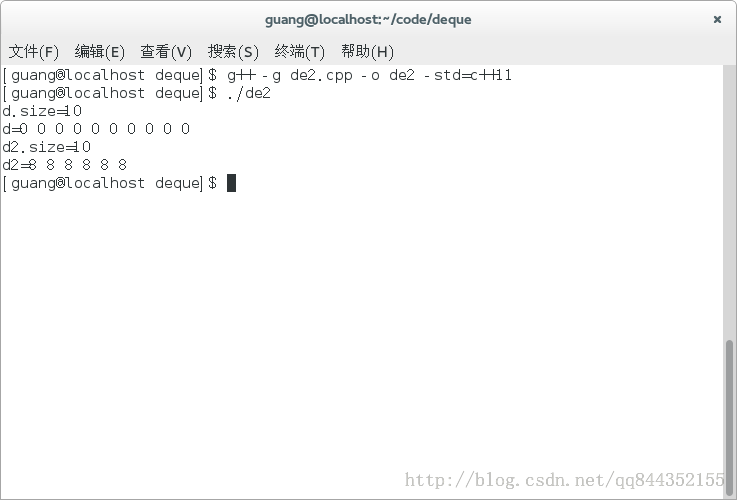 guang@localhost:~/code/deque
文件(F) 编辑(E) 查看(V) 搜索(S) 终端(T) 帮助(H)
[guang@localhost deque]$ g++ -g de2.cpp -o de2 -std=c++11
[guang@localhost deque]$ ./de2
d.size=10
d=0 0 0 0 0 0 0 0 0 0
d2.size=10
d2=8 8 8 8 8 8
[guang@localhost deque]$
http://blog.csdn.net/qq844352155